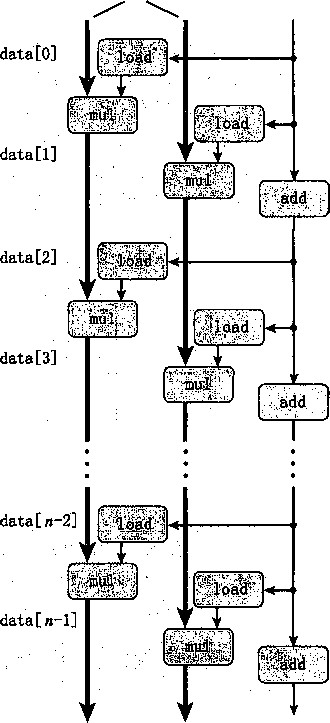 data[0]
load
mul
load
data[1]
mul
add
data[2]
load
mul
load
data[3]
mul
add
data[n-2]
load
mul
load
data[n-1]
mul
add